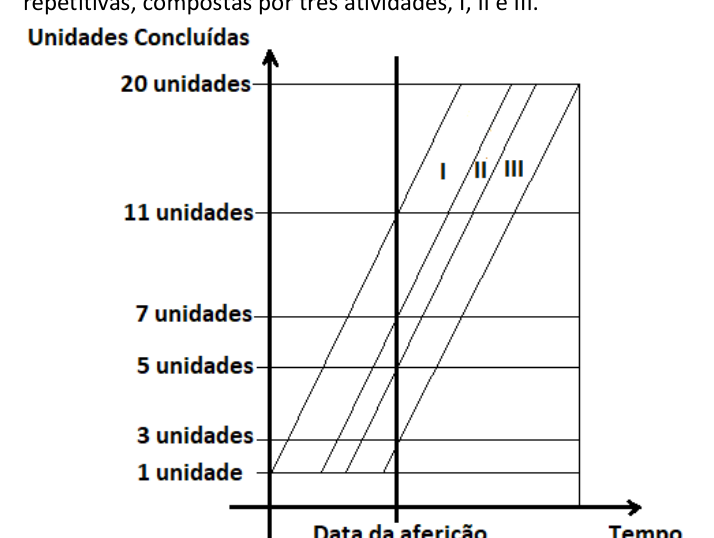 repetitivas, compostas por três atividades, I, II e III.
Unidades Concluídas
20 unidades
I II III
11 unidades
7 unidades
5 unidades
3 unidades
1 unidade
Data da aferição
Tempo